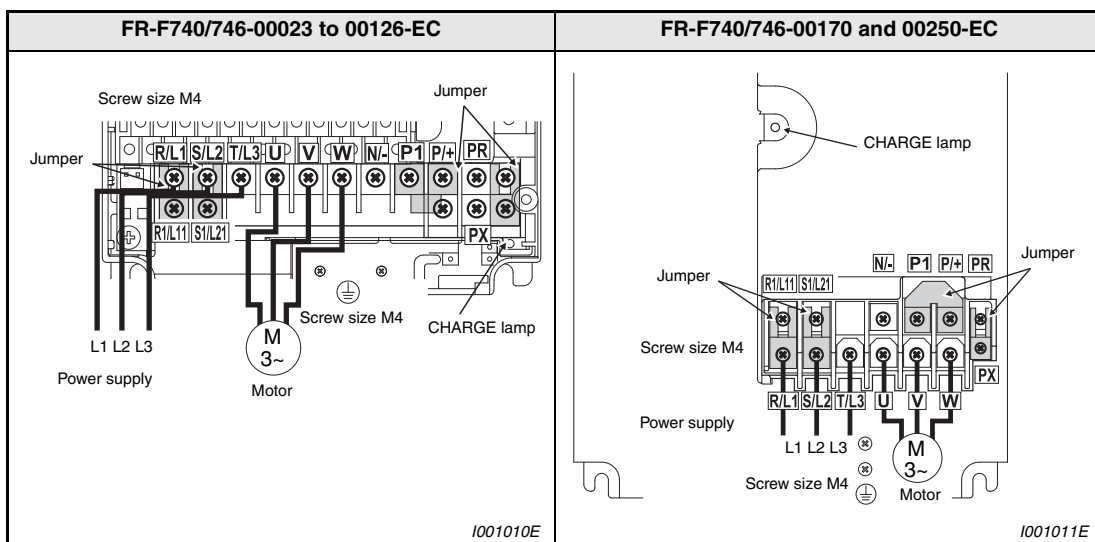 FR-F740/746-00023 to 00126-EC
FR-F740/746-00170 and 00250-EC
Screw size M4
Jumper
Jumper
R/L1 S/L2 T/L3 U V W N/- P1 P/+ PR
R1/L11 S1/L21
PX
Screw size M4
CHARGE lamp
L1 L2 L3
M
3~
Power supply
Motor
I001010E
CHARGE lamp
N/- P1 P/+ PR
Jumper
Jumper
R1/L11 S1/L21
Screw size M4
PX
R/L1 S/L2 T/L3 U V W
Power supply
L1 L2 L3
M
3~
Screw size M4
Motor
I001011E